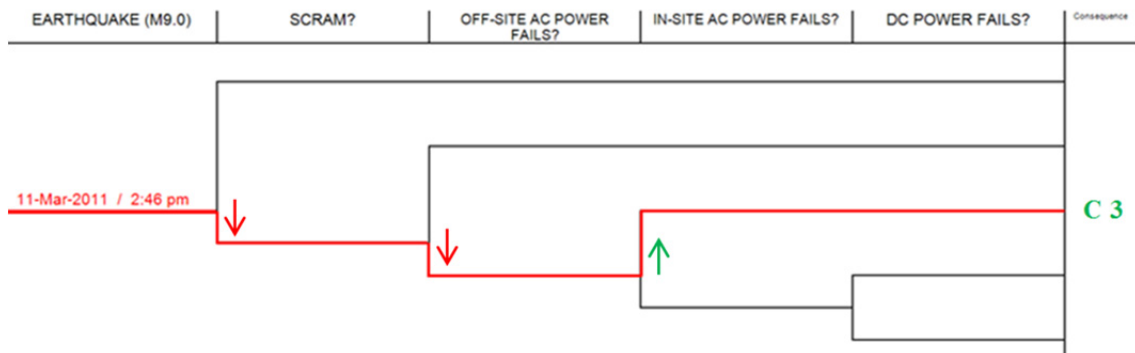 EARTHQUAKE (M9.0)
SCRAM?
OFF-SITE AC POWER
FAILS?
IN-SITE AC POWER FAILS?
DC POWER FAILS?
Consequence
11-Mar-2011 / 2:46 pm
C 3